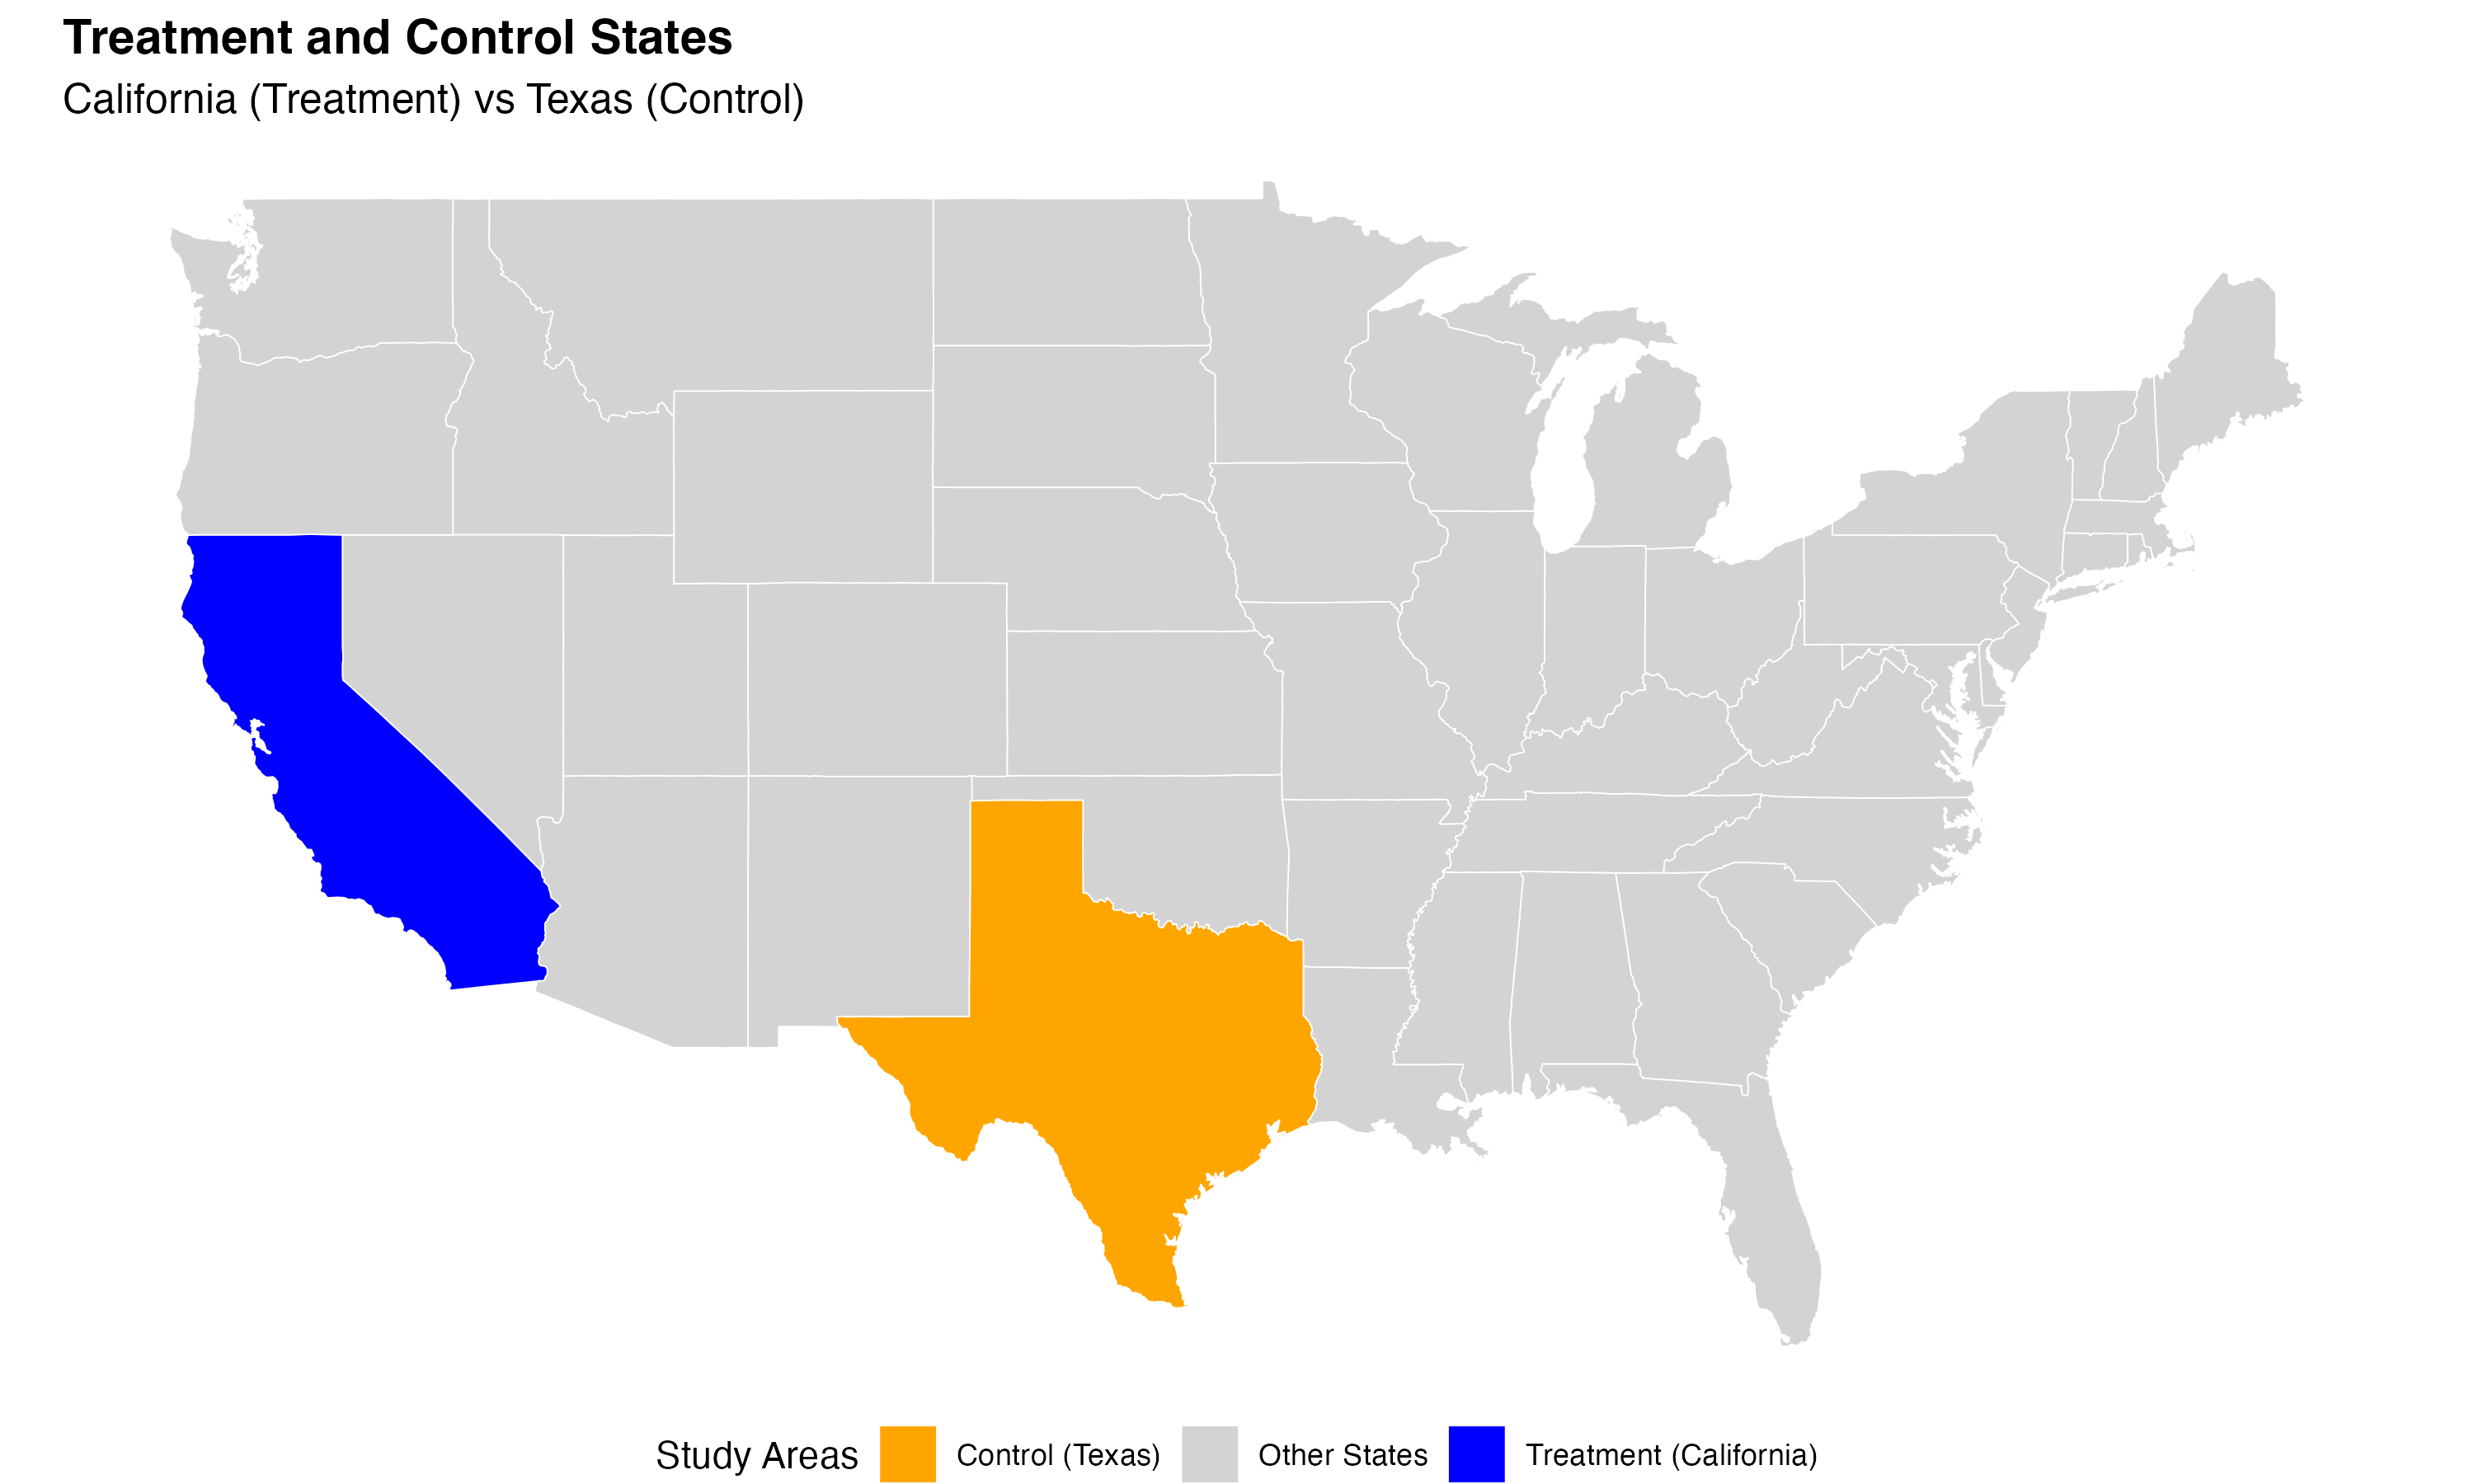 Treatment and Control States
California (Treatment) vs Texas (Control)
Study Areas Control (Texas) Other States Treatment (California)